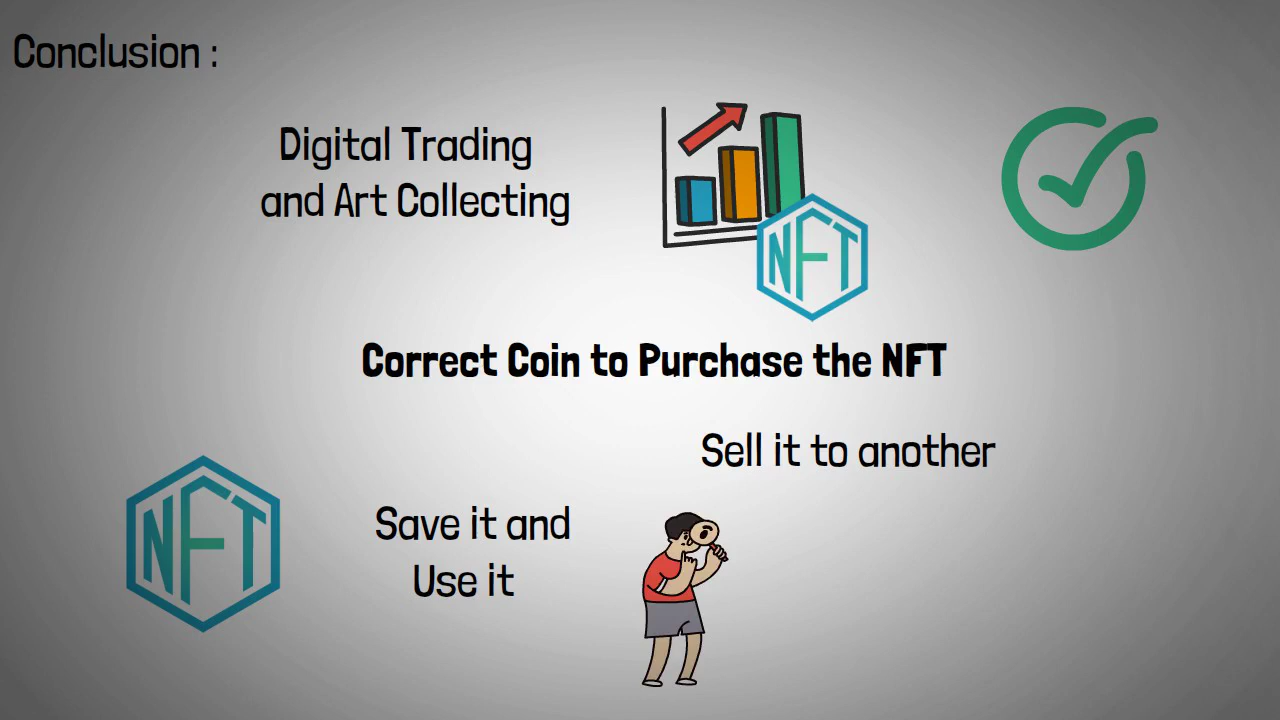 Conclusion :
Digital Trading
and Art Collecting
NFT
Correct Coin to Purchase the NFT
Sell it to another
NFT
Save it and
Use it